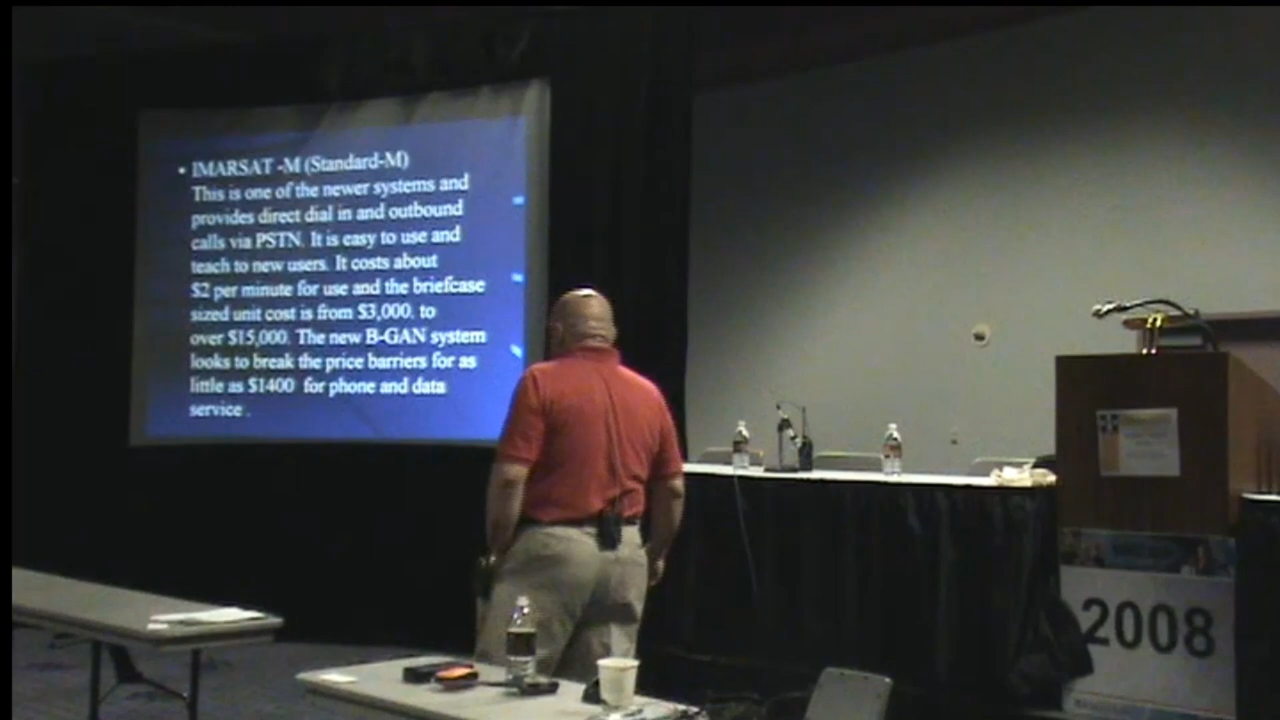 • IMARSAT -M (Standard-M)
This is one of the newer systems and
provides direct dial in and outbound
calls via PSTN. It is easy to use and
teach to new users. It costs about
$2 per minute for use and the briefcase
sized unit cost is from $3,000. to
over $15,000. The new B-GAN system
looks to break the price barriers for as
little as $1400 for phone and data
service .
2008